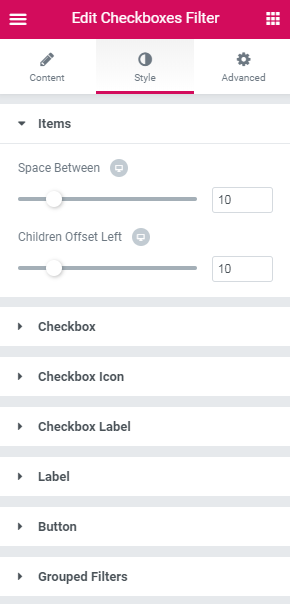 Edit Checkboxes Filter
Content Style Advanced
Items
Space Between
10
Children Offset Left
10
Checkbox
Checkbox Icon
Checkbox Label
Label
Button
Grouped Filters